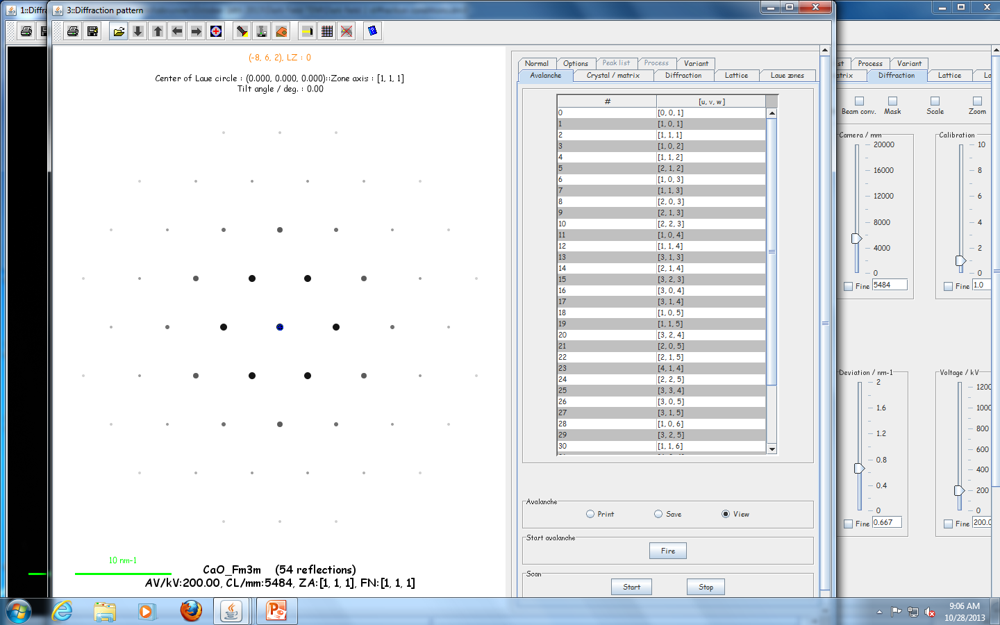 1::Diffr
3::Diffraction pattern
(-8, 6, 2), LZ : 0
Center of Laue circle : (0.000, 0.000, 0.000)::Zone axis : [1, 1, 1]
Tilt angle / deg. : 0.00
10 nm-1
CaO_Fm3m (54 reflections)
AV/kV:200.00, CL/mm:5484, ZA:[1, 1, 1], FN:[1, 1, 1]
Normal Options Peak list Process Variant
Avalanche Crystal / matrix Diffraction Lattice Laue zones
# [u, v, w]
0 [0, 0, 1]
1 [1, 0, 1]
2 [1, 1, 1]
3 [1, 0, 2]
4 [1, 1, 2]
5 [2, 1, 2]
6 [1, 0, 3]
7 [1, 1, 3]
8 [2, 0, 3]
9 [2, 1, 3]
10 [2, 2, 3]
11 [1, 0, 4]
12 [1, 1, 4]
13 [3, 1, 3]
14 [2, 1, 4]
15 [3, 2, 3]
16 [3, 0, 4]
17 [3, 1, 4]
18 [1, 0, 5]
19 [1, 1, 5]
20 [3, 2, 4]
21 [2, 0, 5]
22 [2, 1, 5]
23 [4, 1, 4]
24 [2, 2, 5]
25 [3, 3, 4]
26 [3, 0, 5]
27 [3, 1, 5]
28 [1, 0, 6]
29 [3, 2, 5]
30 [1, 1, 6]
Avalanche
Print Save View
Start avalanche
Fire
Scan
Start Stop
st Process Variant
atrix Diffraction Lattice La
Beam conv. Mask Scale Zoom
Camera / mm
20000
16000
12000
8000
4000
0
Fine 5484
Calibration
10
8
6
4
2
0
Fine 1.0
Deviation / nm-1
2
1.6
1.2
0.8
0.4
0
Fine 0.667
Voltage / kV
1200
1000
800
600
400
200
0
Fine 200.0
9:06 AM
10/28/2013